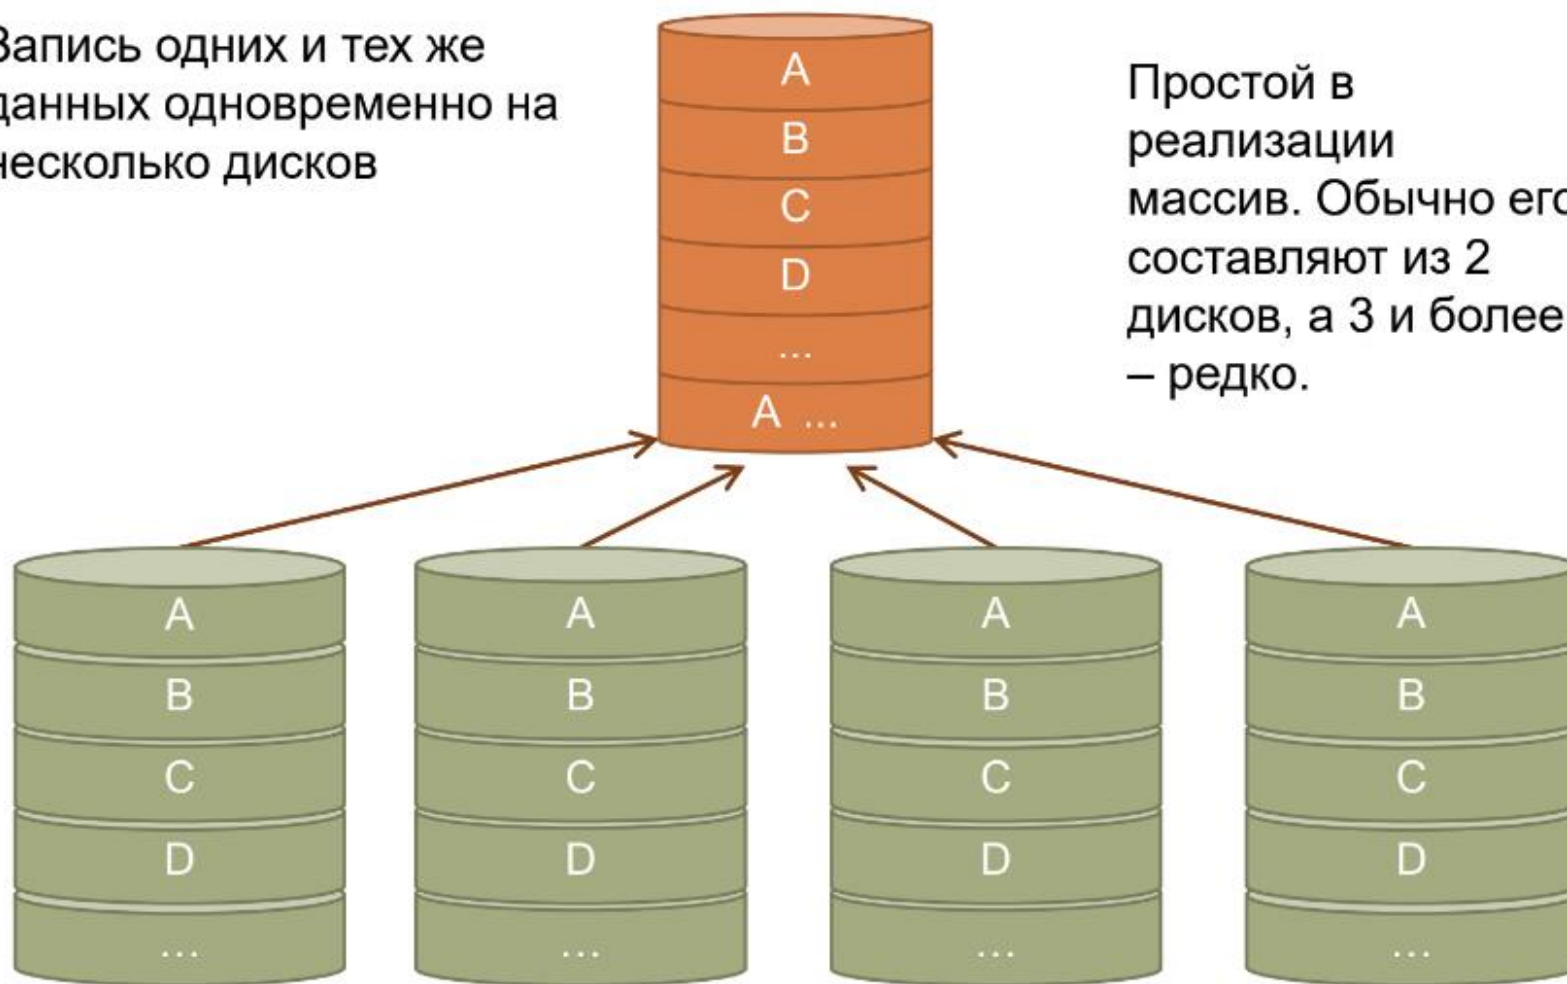 Запись одних и тех же
данных одновременно на
несколько дисков
A
B
C
D
...
A ...
Простой в
реализации
массив. Обычно его
составляют из 2
дисков, а 3 и более
– редко.
A
B
C
D
...
A
B
C
D
...
A
B
C
D
...
A
B
C
D
...